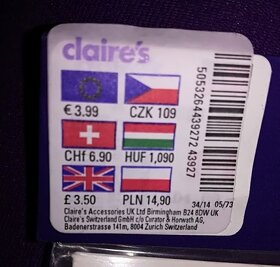 claire's
€ 3.99 CZK 109
CHf 6.90 HUF 1,090
£ 3.50 PLN 14,90
34/14 05/73
Claire's Accessories UK Ltd Birmingham B24 8DW UK
Claire's Switzerland GmbH c/o Curator & Horwath AG,
Badenerstrasse 141m, 8004 Zurich Switzerland
5053264439272 43927